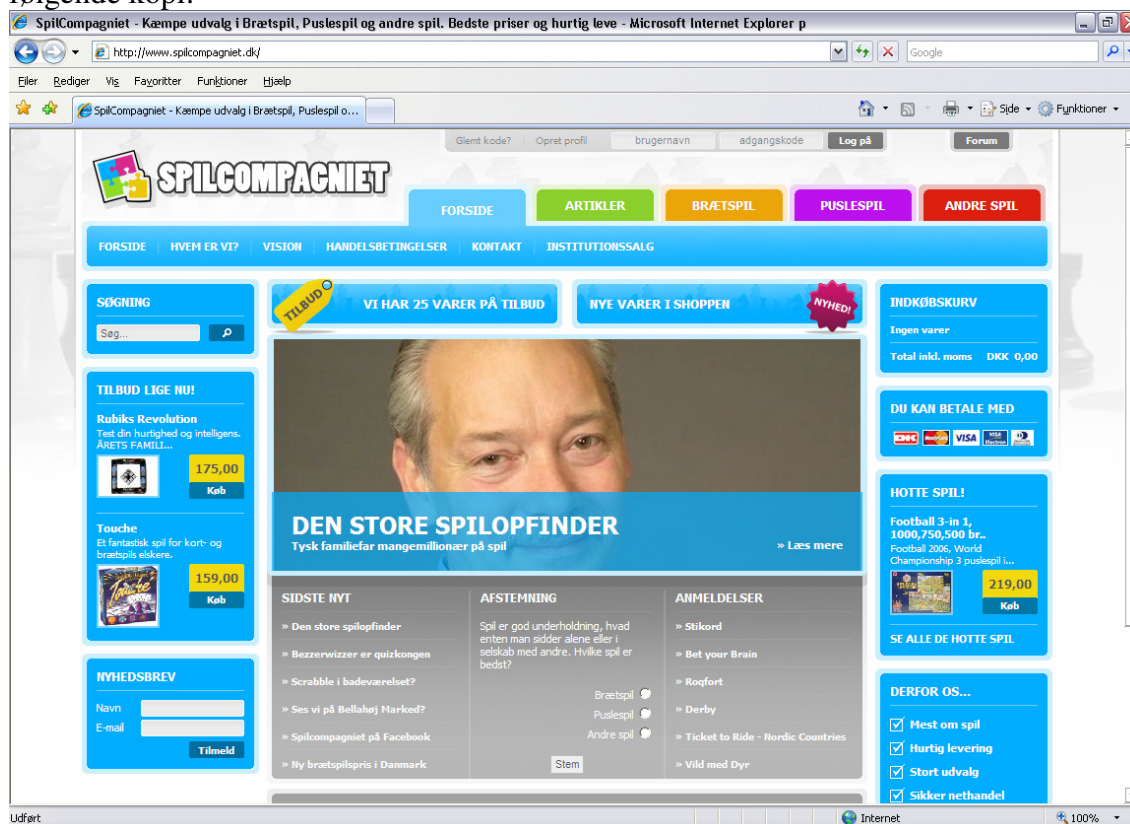 følgende kopi:
SpilCompagniet - Kæmpe udvalg i Brætspil, Puslespil og andre spil. Bedste priser og hurtig leve - Microsoft Internet Explorer p
http://www.spilcompagniet.dk/
Google
Filer Rediger Vis Favoritter Funktioner Hjælp
SpilCompagniet - Kæmpe udvalg i Brætspil, Puslespil o...
Side Funktioner
Glemt kode? Opret profil brugernavn adgangskode Log på Forum
SPILCOMPAGNIET
FORSIDE ARTIKLER BRÆTSPIL PUSLESPIL ANDRE SPIL
FORSIDE HVEM ER VI? VISION HANDELSBETINGELSER KONTAKT INSTITUTIONSSALG
SØGNING
Søg...
TILBUD LIGE NU!
Rubiks Revolution
Test din hurtighed og intelligens.
ÅRETS FAMILI...
175,00
Køb
Touche
Et fantastisk spil for kort- og
brætspils elskere.
Touché
159,00
Køb
NYHEDSBREV
Navn
E-mail
Tilmeld
TILBUD
VI HAR 25 VARER PÅ TILBUD
NYE VARER I SHOPPEN
NYHED!
DEN STORE SPILOPFINDER
Tysk familiefar mangemillionær på spil
» Læs mere
SIDSTE NYT
» Den store spilopfinder
» Bezzerwizzer er quizkongen
» Scrabble i badeværelset?
» Ses vi på Bellahøj Marked?
» Spilcompagniet på Facebook
» Ny brætspilspris i Danmark
AFSTEMNING
Spil er god underholdning, hvad
enten man sidder alene eller i
selskab med andre. Hvilke spil er
bedst?
Brætspil
Puslespil
Andre spil
Stem
ANMELDELSER
» Stikord
» Bet your Brain
» Roqfort
» Derby
» Ticket to Ride - Nordic Countries
» Vild med Dyr
INDKØBSKURV
Ingen varer
Total inkl. moms DKK 0,00
DU KAN BETALE MED
VISA
HOTTE SPIL!
Football 3-in 1,
1000,750,500 br..
Football 2006, World
Championship 3 puslespil i...
219,00
Køb
SE ALLE DE HOTTE SPIL
DERFOR OS...
Mest om spil
Hurtig levering
Stort udvalg
Sikker nethandel
Udført
Internet
100%